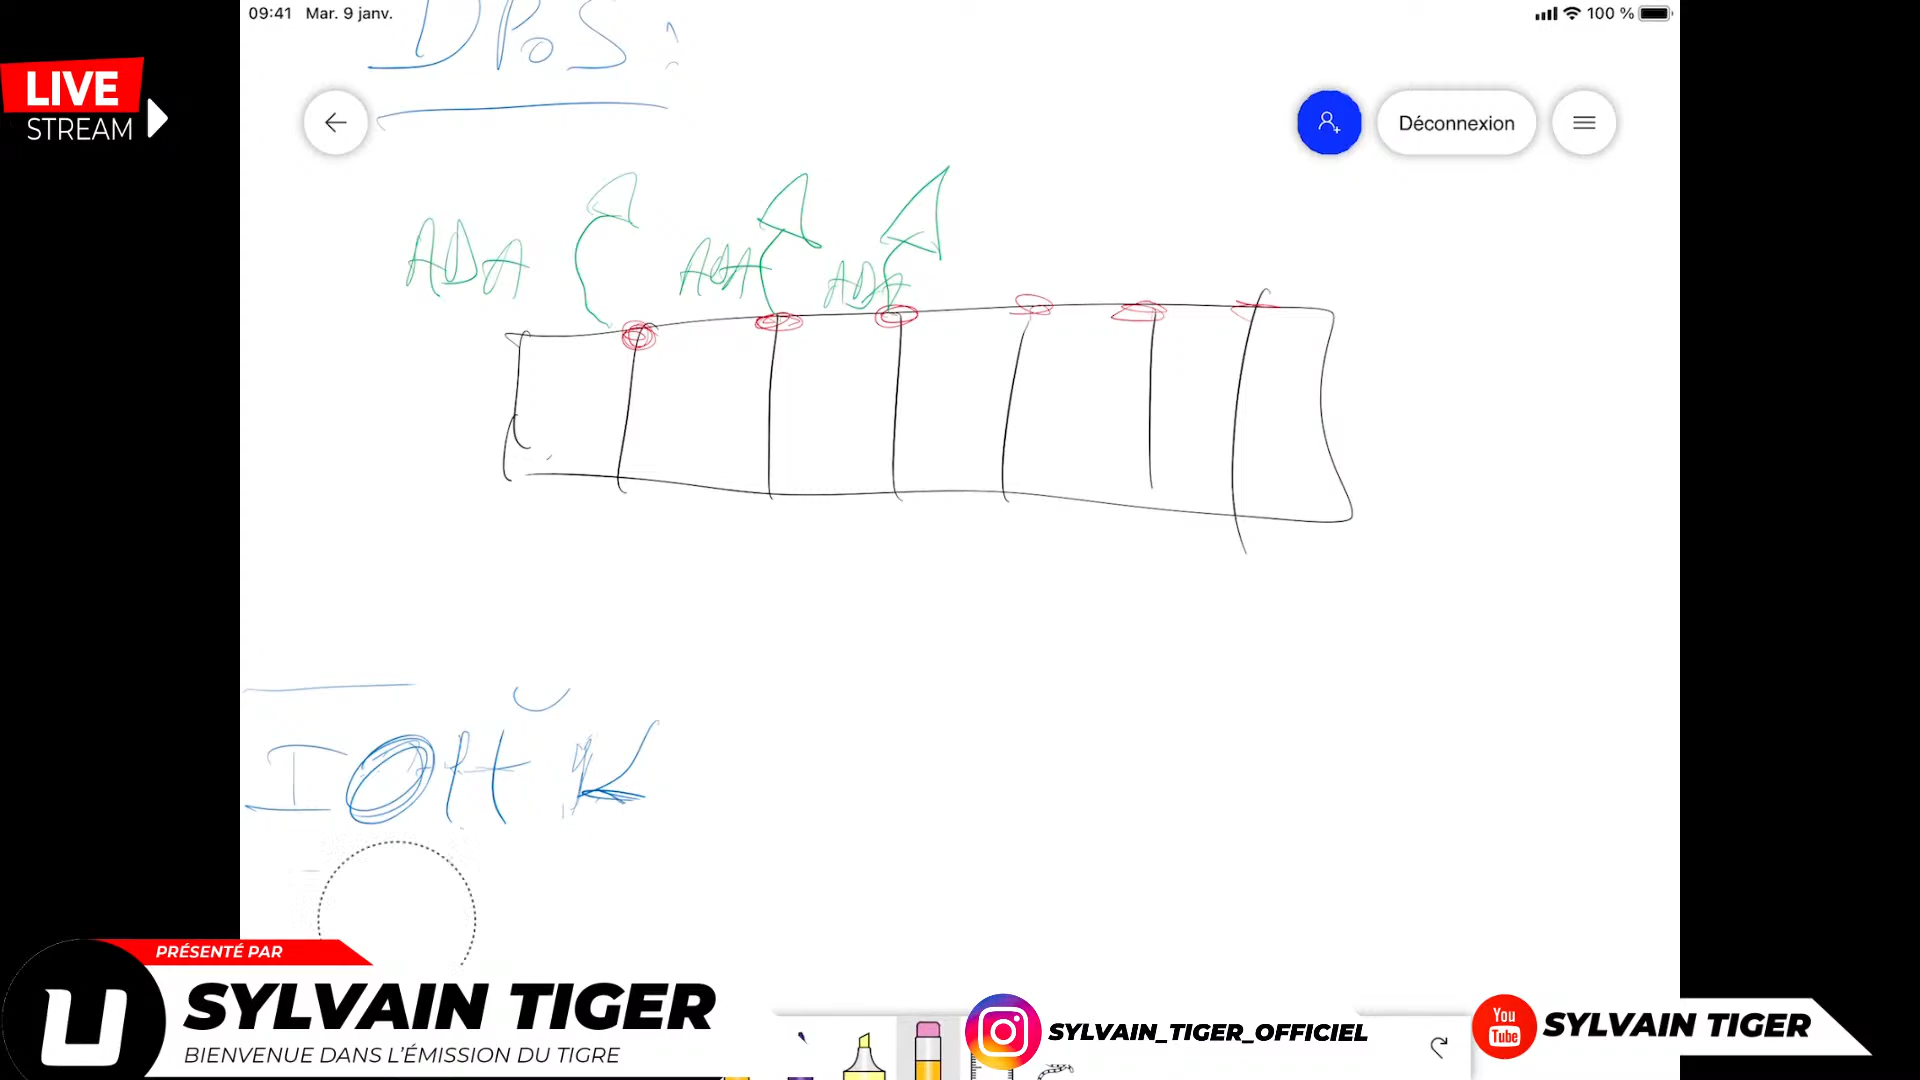 09:41 Mar. 9 janv. 100 %
DPoS :
LIVE
STREAM
Déconnexion
ADA ADA ADA
PRÉSENTÉ PAR
SYLVAIN TIGER
BIENVENUE DANS L'ÉMISSION DU TIGRE
SYLVAIN_TIGER_OFFICIEL
You
Tube
SYLVAIN TIGER